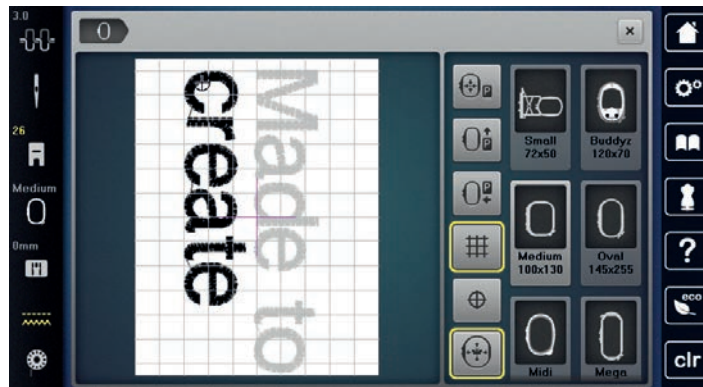 3.0
26
Medium
0mm
Made to
create
P
P
P
Small
72x50
Buddyz
120x70
Medium
100x130
Oval
145x255
Midi
Mega
?
eco
clr